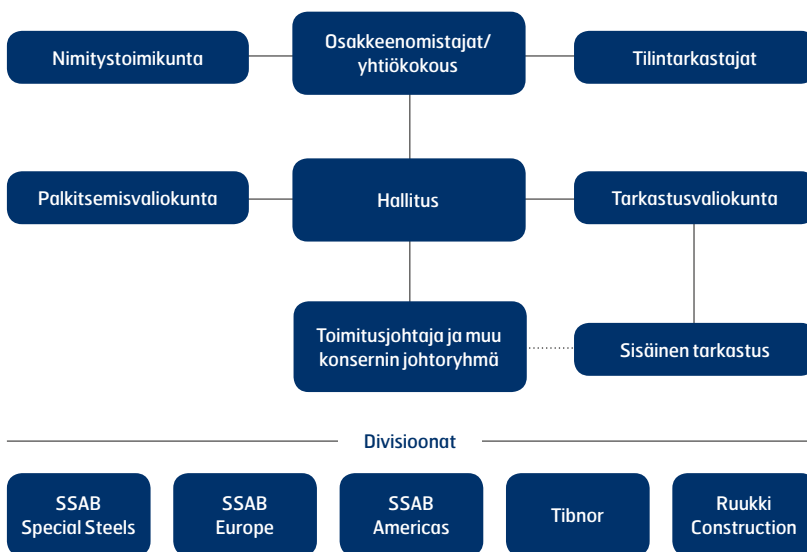 Nimitystoimikunta
Osakkeenomistajat/
yhtiökokous
Tilintarkastajat
Palkitsemisvaliokunta
Hallitus
Tarkastusvaliokunta
Toimitusjohtaja ja muu
konsernin johtoryhmä
Sisäinen tarkastus
Divisioonat
SSAB
Special Steels
SSAB
Europe
SSAB
Americas
Tibnor
Ruukki
Construction